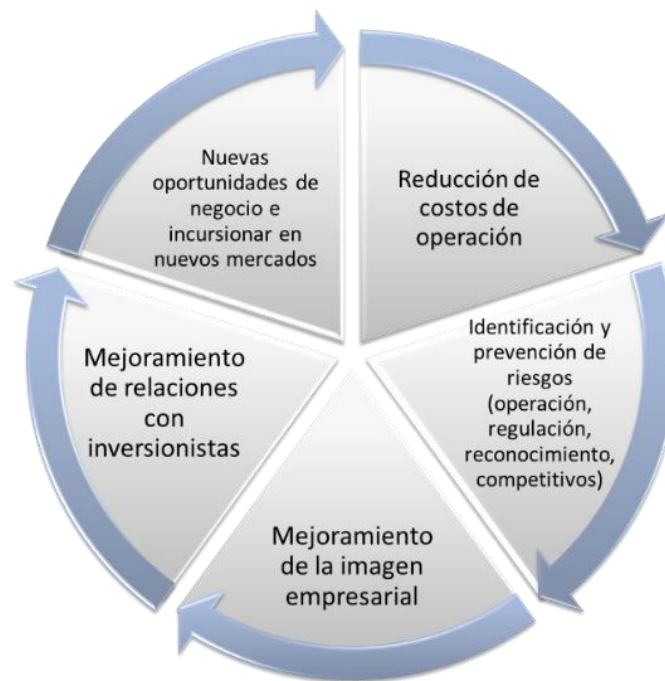 Nuevas
oportunidades de
negocio e
incursionar en
nuevos mercados
Reducción de
costos de
operación
Identificación y
prevención de
riesgos
(operación,
regulación,
reconocimiento,
competitivos)
Mejoramiento
de la imagen
empresarial
Mejoramiento
de relaciones
con
inversionistas